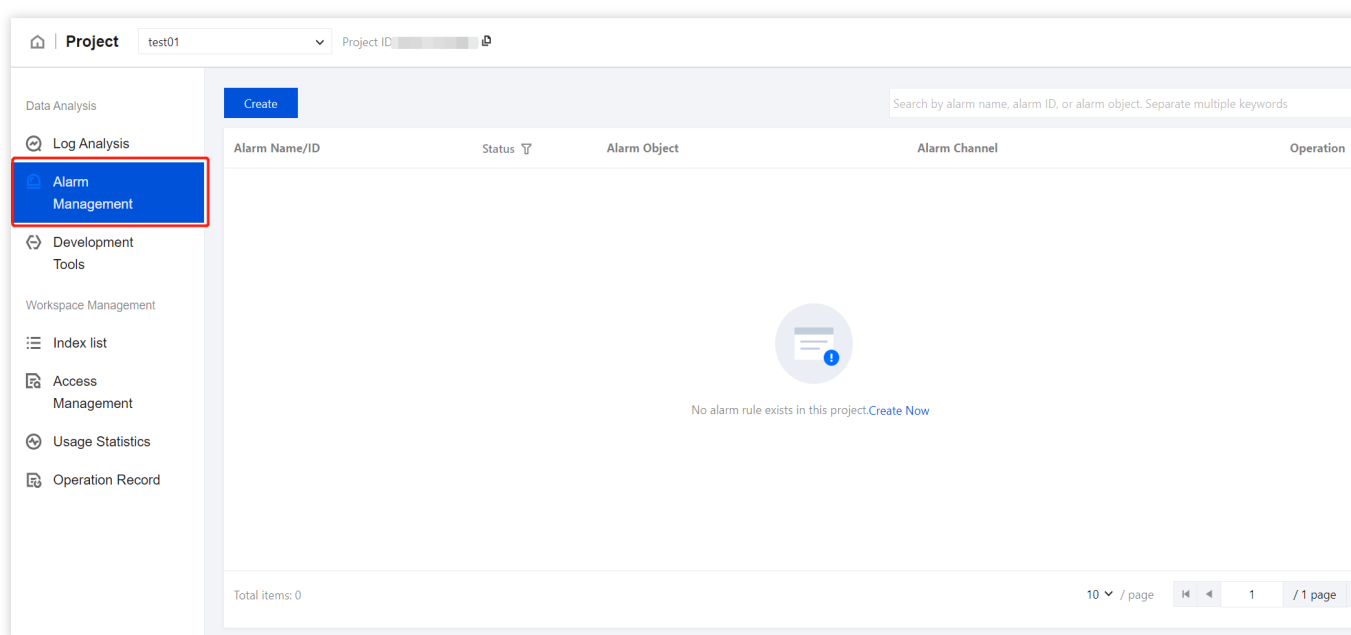 Project test01 Project ID
Data Analysis
Log Analysis
Alarm
Management
Development
Tools
Workspace Management
Index list
Access
Management
Usage Statistics
Operation Record
Create
Search by alarm name, alarm ID, or alarm object. Separate multiple keywords
Alarm Name/ID Status Alarm Object Alarm Channel Operation
No alarm rule exists in this project.Create Now
Total items: 0 10 / page 1 / 1 page